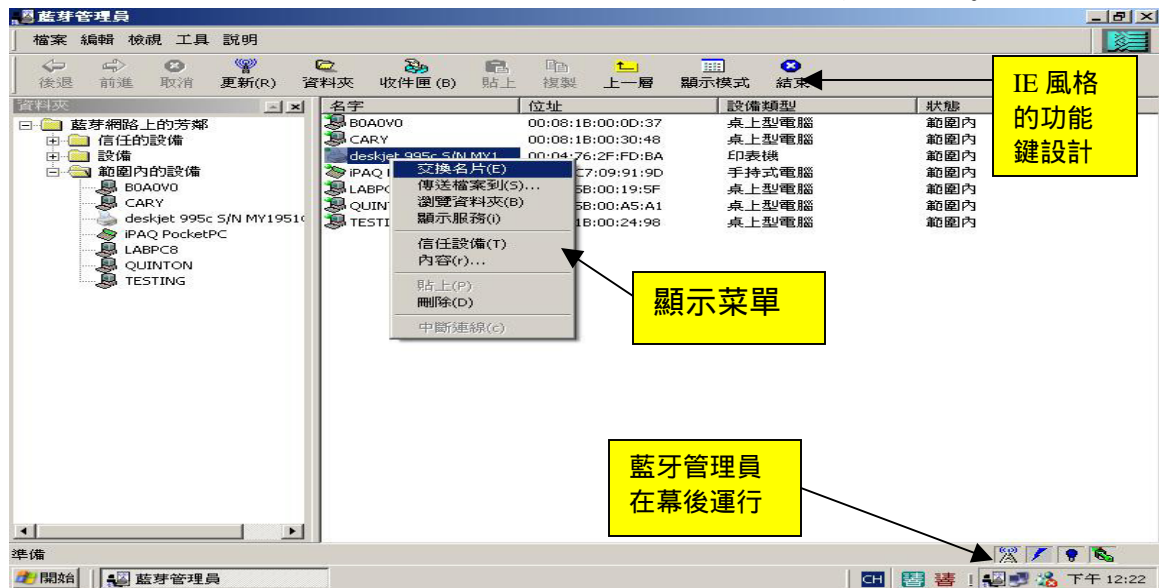 藍芽管理員
檔案 編輯 檢視 工具 說明
後退 前進 取消 更新(R) 資料夾 收件匣(B) 貼上 複製 上一層 顯示模式 結束
IE 風格
的功能
鍵設計
資料夾
藍芽網路上的芳鄰
信任的設備
設備
範圍內的設備
B0A0V0
CARY
deskjet 995c S/N MY1951
iPAQ PocketPC
LABPC8
QUINTON
TESTING
名字 位址 設備類型 狀態
B0A0V0 00:08:1B:00:0D:37 桌上型電腦 範圍內
CARY 00:08:1B:00:30:48 桌上型電腦 範圍內
deskjet 995c S/N MY1 00:04:76:2F:FD:BA 印表機 範圍內
iPAQ C7:09:91:9D 手持式電腦 範圍內
LABPC 5B:00:19:5F 桌上型電腦 範圍內
QUIN 5B:00:A5:A1 桌上型電腦 範圍內
TESTI 1B:00:24:98 桌上型電腦 範圍內
交換名片(E)
傳送檔案到(S)...
瀏覽資料夾(B)
顯示服務(i)
信任設備(T)
內容(r)...
貼上(P)
刪除(D)
中斷連線(c)
顯示菜單
藍牙管理員
在幕後運行
準備
開始 藍芽管理員 CH 下午 12:22